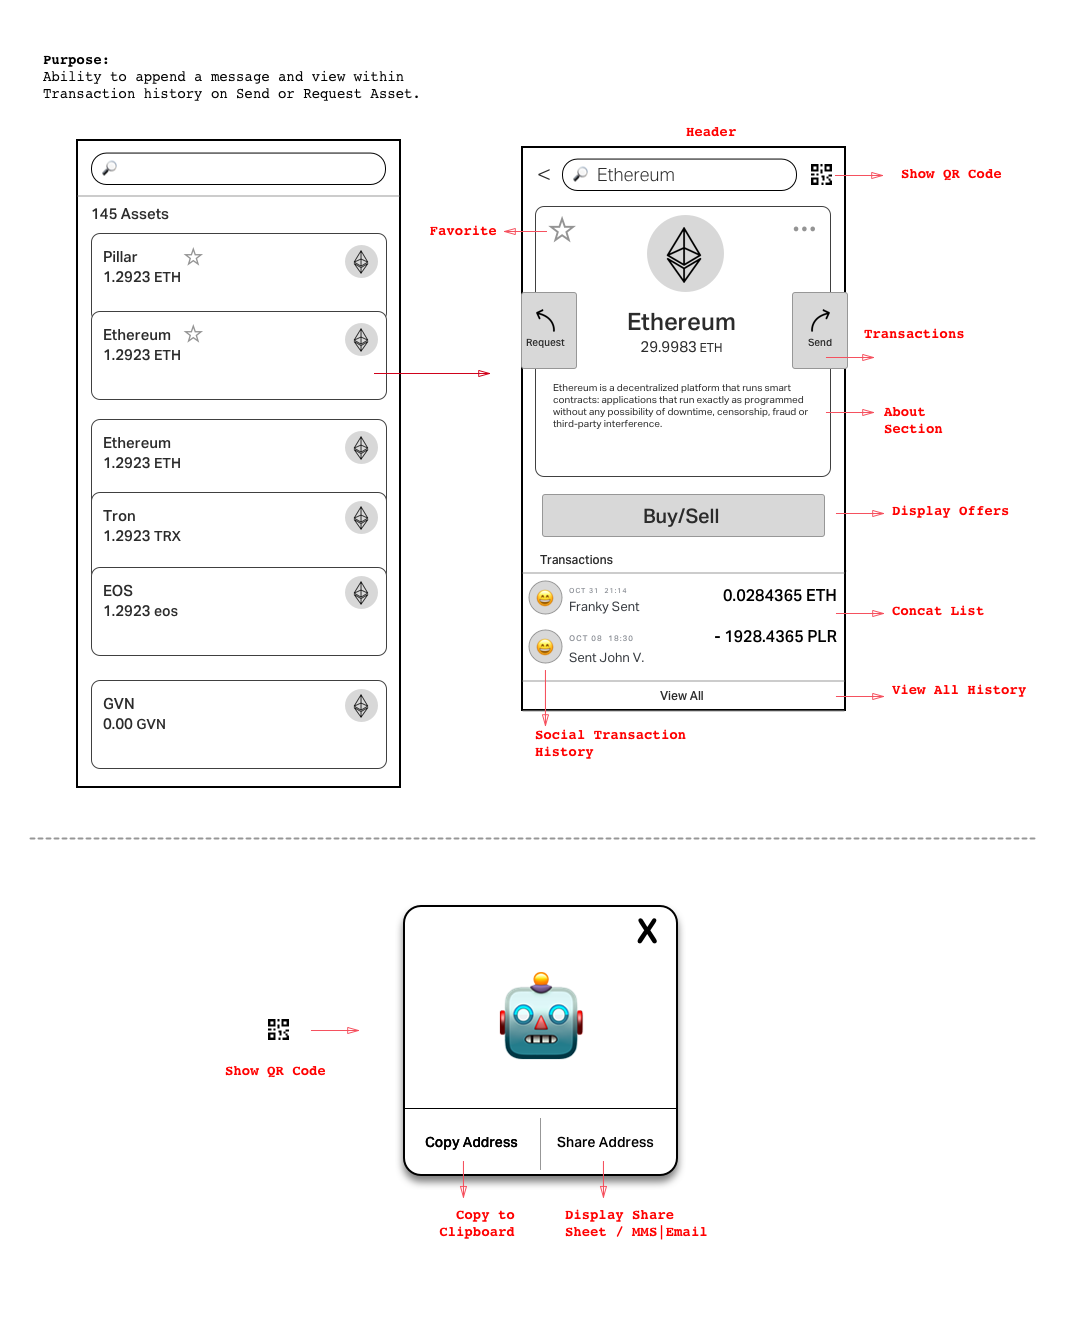 Purpose:
Ability to append a message and view within
Transaction history on Send or Request Asset.
145 Assets
Pillar
1.2923 ETH
Ethereum
1.2923 ETH
Ethereum
1.2923 ETH
Tron
1.2923 TRX
EOS
1.2923 eos
GVN
0.00 GVN
Header
< Ethereum
Show QR Code
Favorite
Request
Ethereum
29.9983 ETH
Send
Transactions
Ethereum is a decentralized platform that runs smart
contracts: applications that run exactly as programmed
without any possibility of downtime, censorship, fraud or
third-party interference.
About
Section
Buy/Sell
Display Offers
Transactions
OCT 31 21:14
Franky Sent
0.0284365 ETH
Concat List
OCT 08 18:30
Sent John V.
- 1928.4365 PLR
View All
View All History
Social Transaction
History
X
Show QR Code
Copy Address
Share Address
Copy to
Clipboard
Display Share
Sheet / MMS|Email